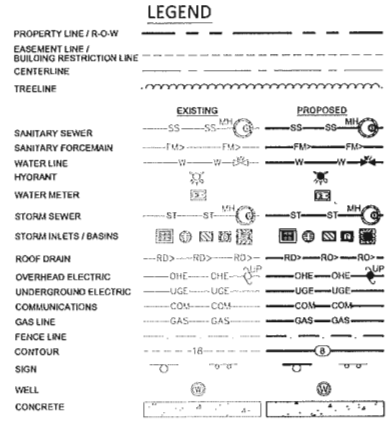 LEGEND
PROPERTY LINE / R-O-W
EASEMENT LINE /
BUILDING RESTRICTION LINE
CENTERLINE
TREELINE
EXISTING PROPOSED
SANITARY SEWER SS SS MH SS SS MH
SANITARY FORCEMAIN FM> FM> FM> FM>
WATER LINE W W W W
HYDRANT
WATER METER
STORM SEWER ST ST MH ST ST MH
STORM INLETS / BASINS
ROOF DRAIN RD> RD> RD> RO>
OVERHEAD ELECTRIC OHE OHE UP OHE OHE UP
UNDERGROUND ELECTRIC UGE UGE UGE UGE
COMMUNICATIONS COM COM COM COM
GAS LINE GAS GAS GAS GAS
FENCE LINE
CONTOUR 18 8
SIGN
WELL W W
CONCRETE